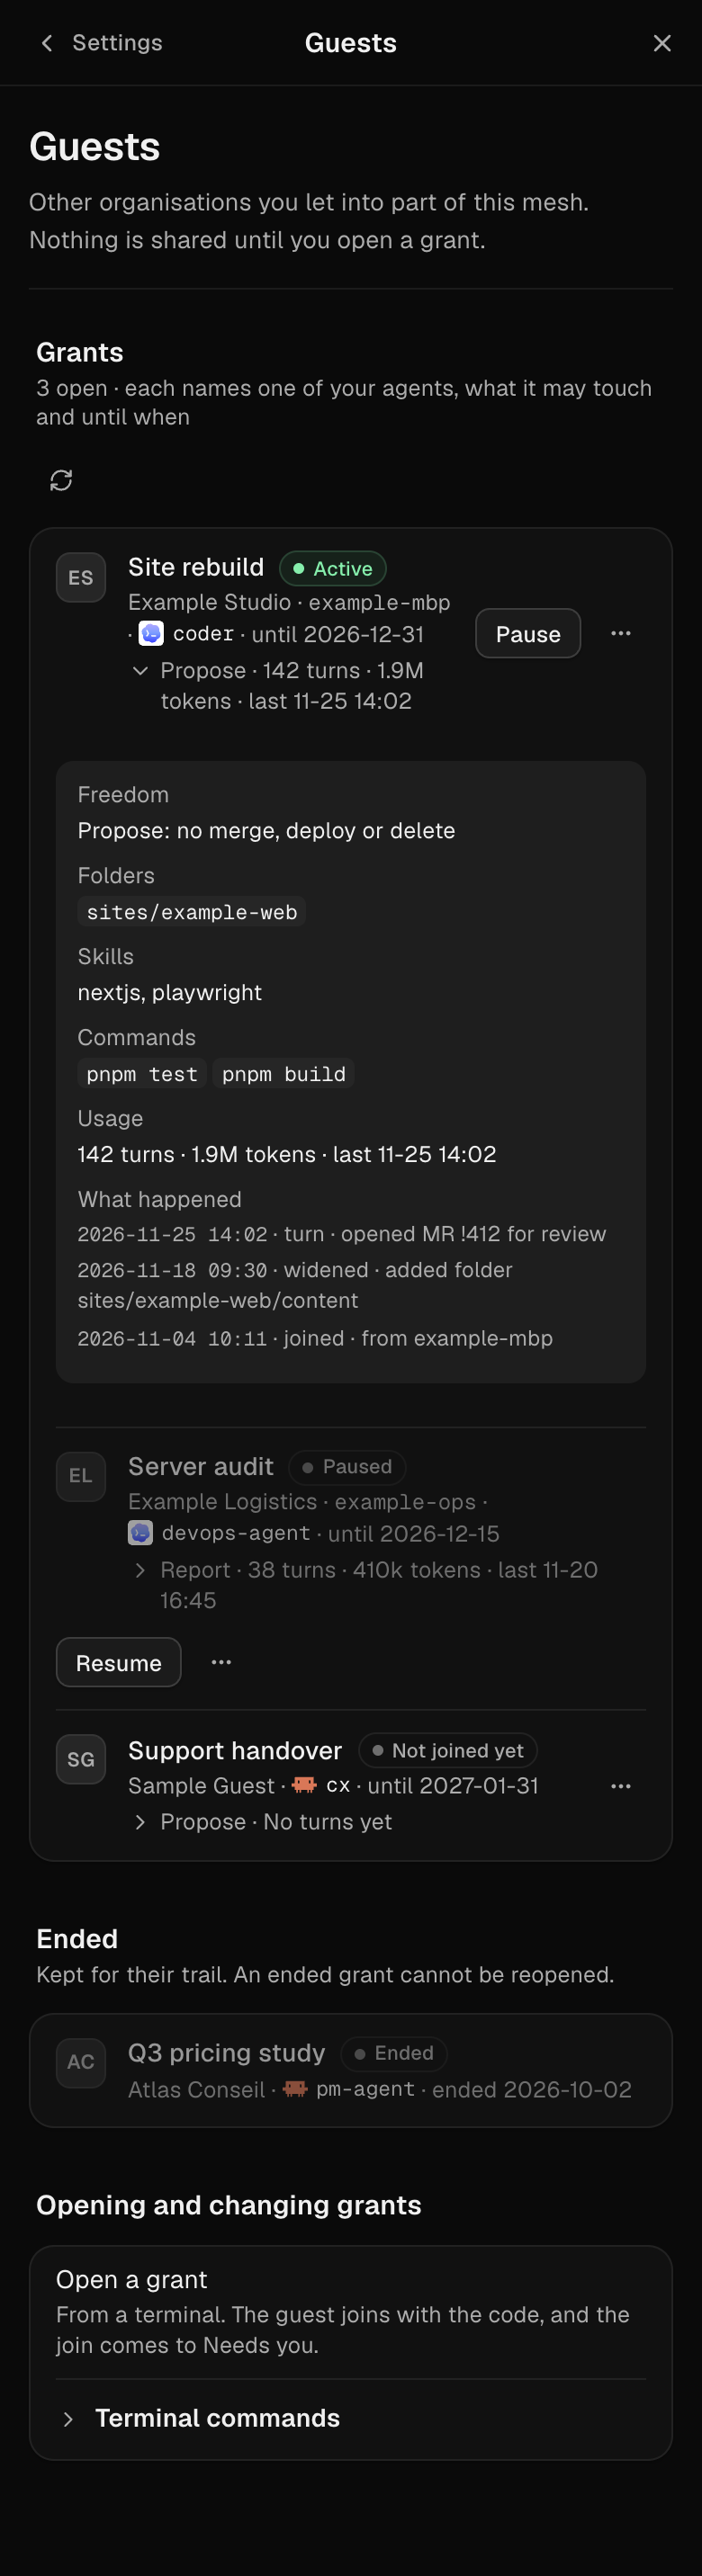 Settings
Guests
Guests
Other organisations you let into part of this mesh.
Nothing is shared until you open a grant.
Grants
3 open · each names one of your agents, what it may touch
and until when
ES
Site rebuild
Active
Example Studio · example-mbp
· coder · until 2026-12-31
Propose · 142 turns · 1.9M
tokens · last 11-25 14:02
Pause
Freedom
Propose: no merge, deploy or delete
Folders
sites/example-web
Skills
nextjs, playwright
Commands
pnpm test pnpm build
Usage
142 turns · 1.9M tokens · last 11-25 14:02
What happened
2026-11-25 14:02 · turn · opened MR !412 for review
2026-11-18 09:30 · widened · added folder
sites/example-web/content
2026-11-04 10:11 · joined · from example-mbp
EL
Server audit
Paused
Example Logistics · example-ops ·
devops-agent · until 2026-12-15
Report · 38 turns · 410k tokens · last 11-20
16:45
Resume
SG
Support handover
Not joined yet
Sample Guest · cx · until 2027-01-31
Propose · No turns yet
Ended
Kept for their trail. An ended grant cannot be reopened.
AC
Q3 pricing study
Ended
Atlas Conseil · pm-agent · ended 2026-10-02
Opening and changing grants
Open a grant
From a terminal. The guest joins with the code, and the
join comes to Needs you.
Terminal commands